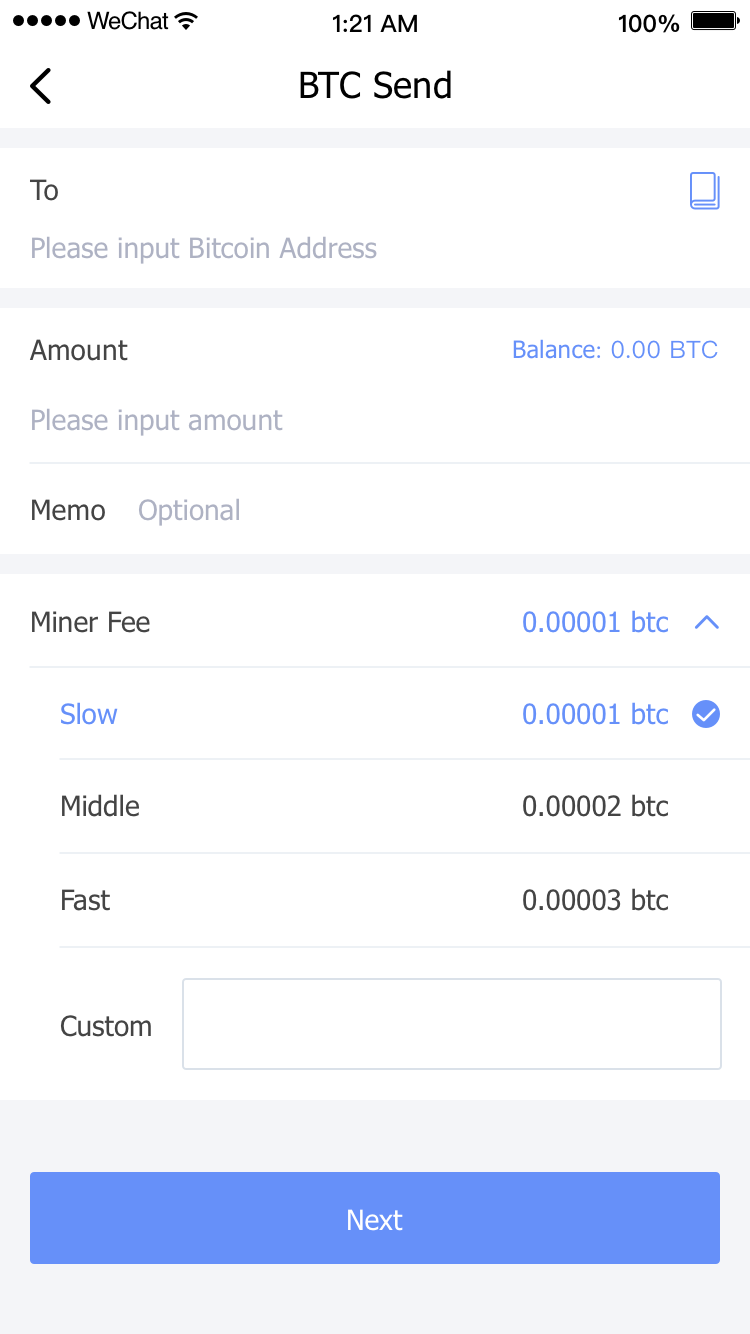 WeChat 1:21 AM 100%
BTC Send
To
Please input Bitcoin Address
Amount Balance: 0.00 BTC
Please input amount
Memo Optional
Miner Fee 0.00001 btc
Slow 0.00001 btc
Middle 0.00002 btc
Fast 0.00003 btc
Custom
Next